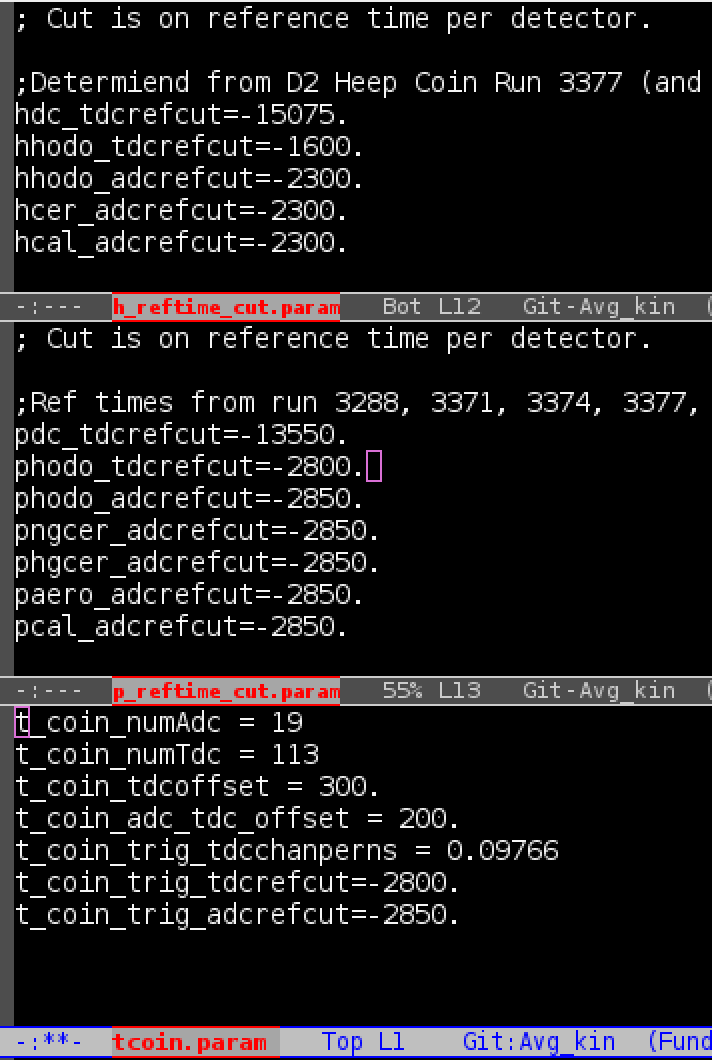 ; Cut is on reference time per detector.
;Determiend from D2 Heep Coin Run 3377 (and
hdc_tdcrefcut=-15075.
hhodo_tdcrefcut=-1600.
hhodo_adcrefcut=-2300.
hcer_adcrefcut=-2300.
hcal_adcrefcut=-2300.
-:--- h_reftime_cut.param Bot L12 Git-Avg_kin (
; Cut is on reference time per detector.
;Ref times from run 3288, 3371, 3374, 3377,
pdc_tdcrefcut=-13550.
phodo_tdcrefcut=-2800.
phodo_adcrefcut=-2850.
pngcer_adcrefcut=-2850.
phgcer_adcrefcut=-2850.
paero_adcrefcut=-2850.
pcal_adcrefcut=-2850.
-:--- p_reftime_cut.param 55% L13 Git-Avg_kin (
t_coin_numAdc = 19
t_coin_numTdc = 113
t_coin_tdcoffset = 300.
t_coin_adc_tdc_offset = 200.
t_coin_trig_tdcchanperns = 0.09766
t_coin_trig_tdcrefcut=-2800.
t_coin_trig_adcrefcut=-2850.
-:**- tcoin.param Top L1 Git:Avg_kin (Fund